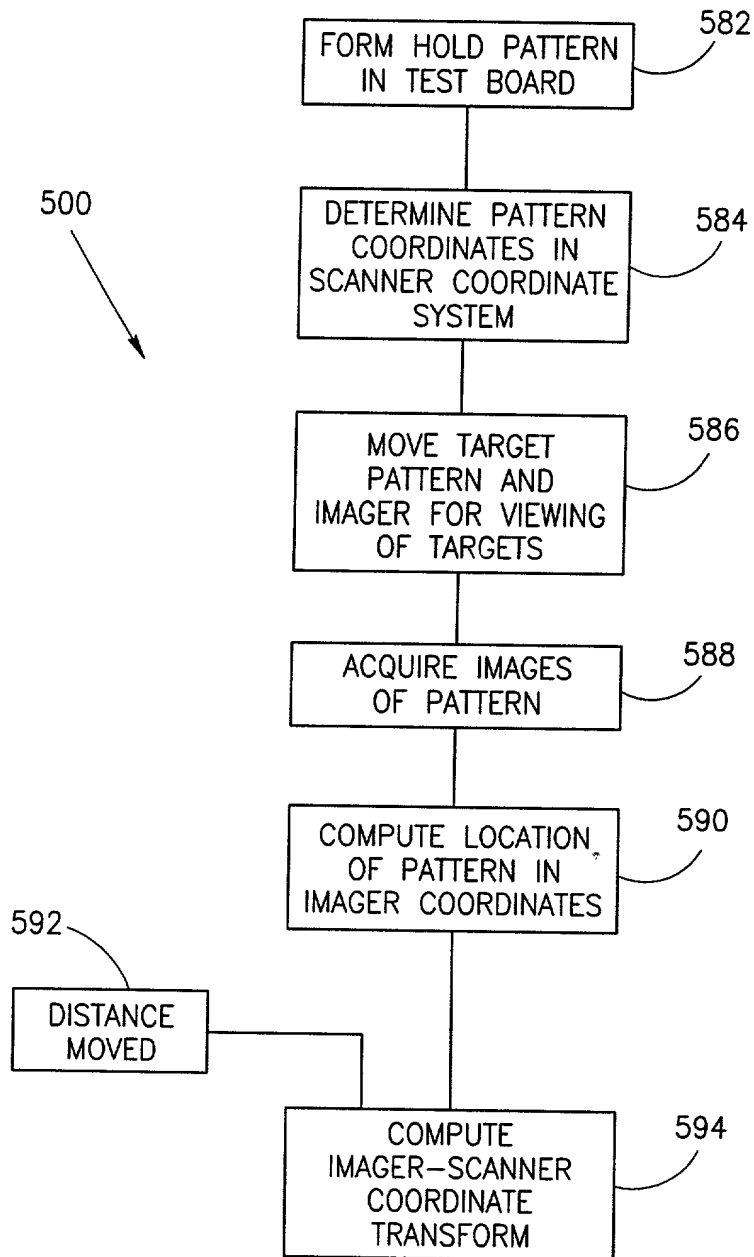 582
FORM HOLD PATTERN
IN TEST BOARD
500
584
DETERMINE PATTERN
COORDINATES IN
SCANNER COORDINATE
SYSTEM
586
MOVE TARGET
PATTERN AND
IMAGER FOR VIEWING
OF TARGETS
588
ACQUIRE IMAGES
OF PATTERN
590
COMPUTE LOCATION
OF PATTERN IN
IMAGER COORDINATES
592
DISTANCE
MOVED
594
COMPUTE
IMAGER-SCANNER
COORDINATE
TRANSFORM